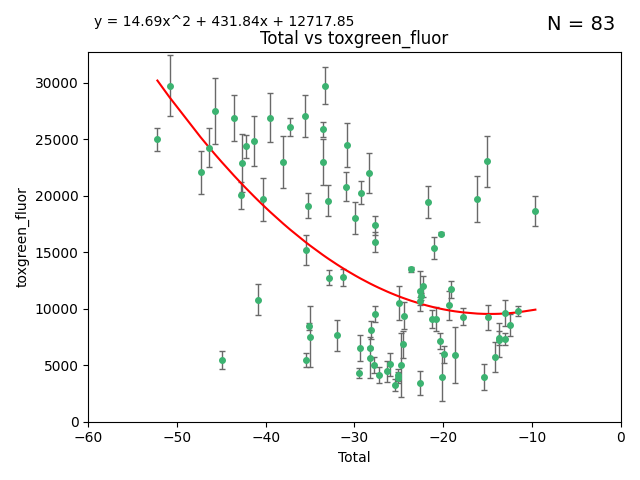 y = 14.69x^2 + 431.84x + 12717.85
N = 83
Total vs toxgreen_fluor
toxgreen_fluor
30000
25000
20000
15000
10000
5000
0
−60
−50
−40
−30
−20
−10
0
Total